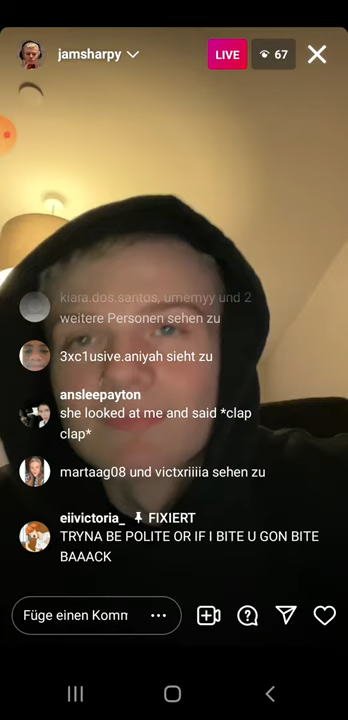 jamsharpy
LIVE
67
kiara.dos.santos, umemyy und 2
weitere Personen sehen zu
3xc1usive.aniyah sieht zu
ansleepayton
she looked at me and said *clap
clap*
martaag08 und victxriiiia sehen zu
eiivictoria_ FIXIERT
TRYNA BE POLITE OR IF I BITE U GON BITE
BAAACK
Füge einen Komm